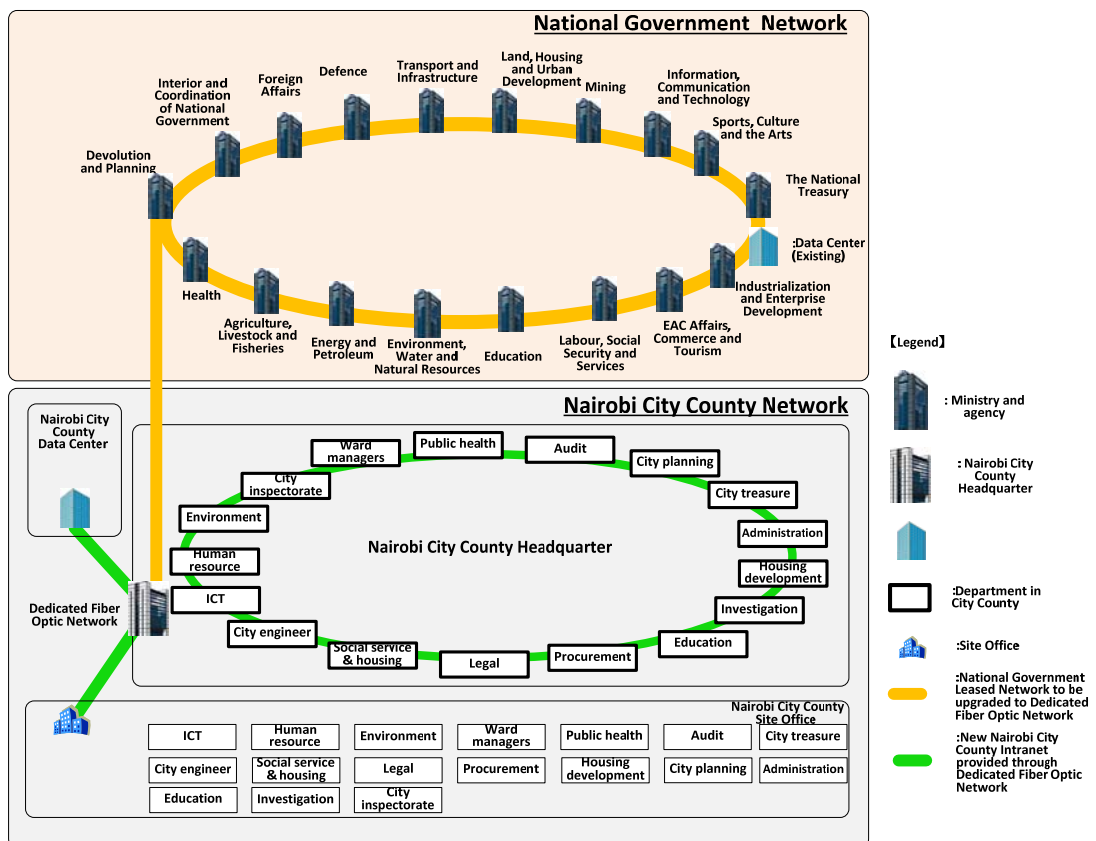 National Government  Network
Interior and
Coordination
of National
Government
Foreign
Affairs
Defence
Transport and
Infrastructure
Land, Housing
and Urban
Development
Mining
Information,
Communication
and Technology
Sports, Culture
and the Arts
Devolution
and Planning
The National
Treasury
:Data Center
(Existing)
Health
Agriculture,
Livestock and
Fisheries
Energy and
Petroleum
Environment,
Water and
Natural Resources
Education
Labour, Social
Security and
Services
EAC Affairs,
Commerce and
Tourism
Industrialization
and Enterprise
Development
Nairobi City County Network
Nairobi City
County
Data Center
Ward
managers
Public health
Audit
City planning
City treasure
Administration
Housing
development
Investigation
Education
Procurement
Legal
Social service
& housing
City engineer
ICT
Human
resource
Environment
City
inspectorate
Nairobi City County Headquarter
Dedicated Fiber
Optic Network
Nairobi City County
Site Office
ICT
Human
resource
Environment
Ward
managers
Public health
Audit
City treasure
City engineer
Social service
& housing
Legal
Procurement
Housing
development
City planning
Administration
Education
Investigation
City
inspectorate
【Legend】
: Ministry and
agency
: Nairobi City
County
Headquarter
:Department in
City County
:Site Office
:National Government
Leased Network to be
upgraded to Dedicated
Fiber Optic Network
:New Nairobi City
County Intranet
provided through
Dedicated Fiber Optic
Network